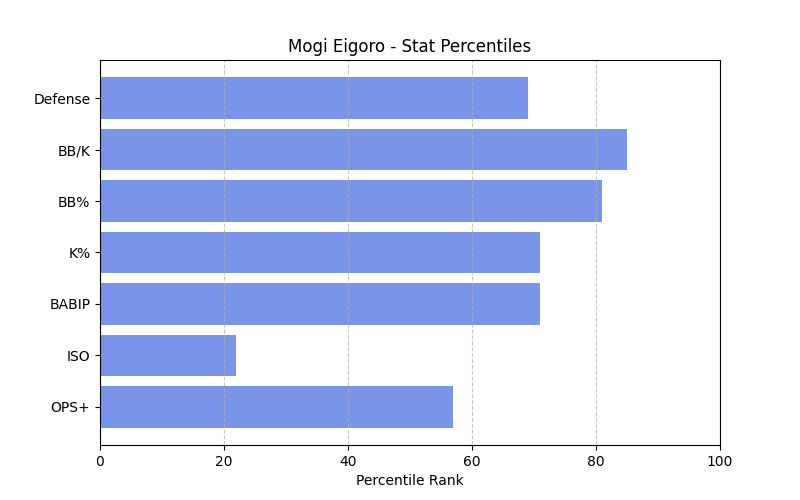 Mogi Eigoro - Stat Percentiles
Defense
BB/K
BB%
K%
BABIP
ISO
OPS+
0 20 40 60 80 100
Percentile Rank